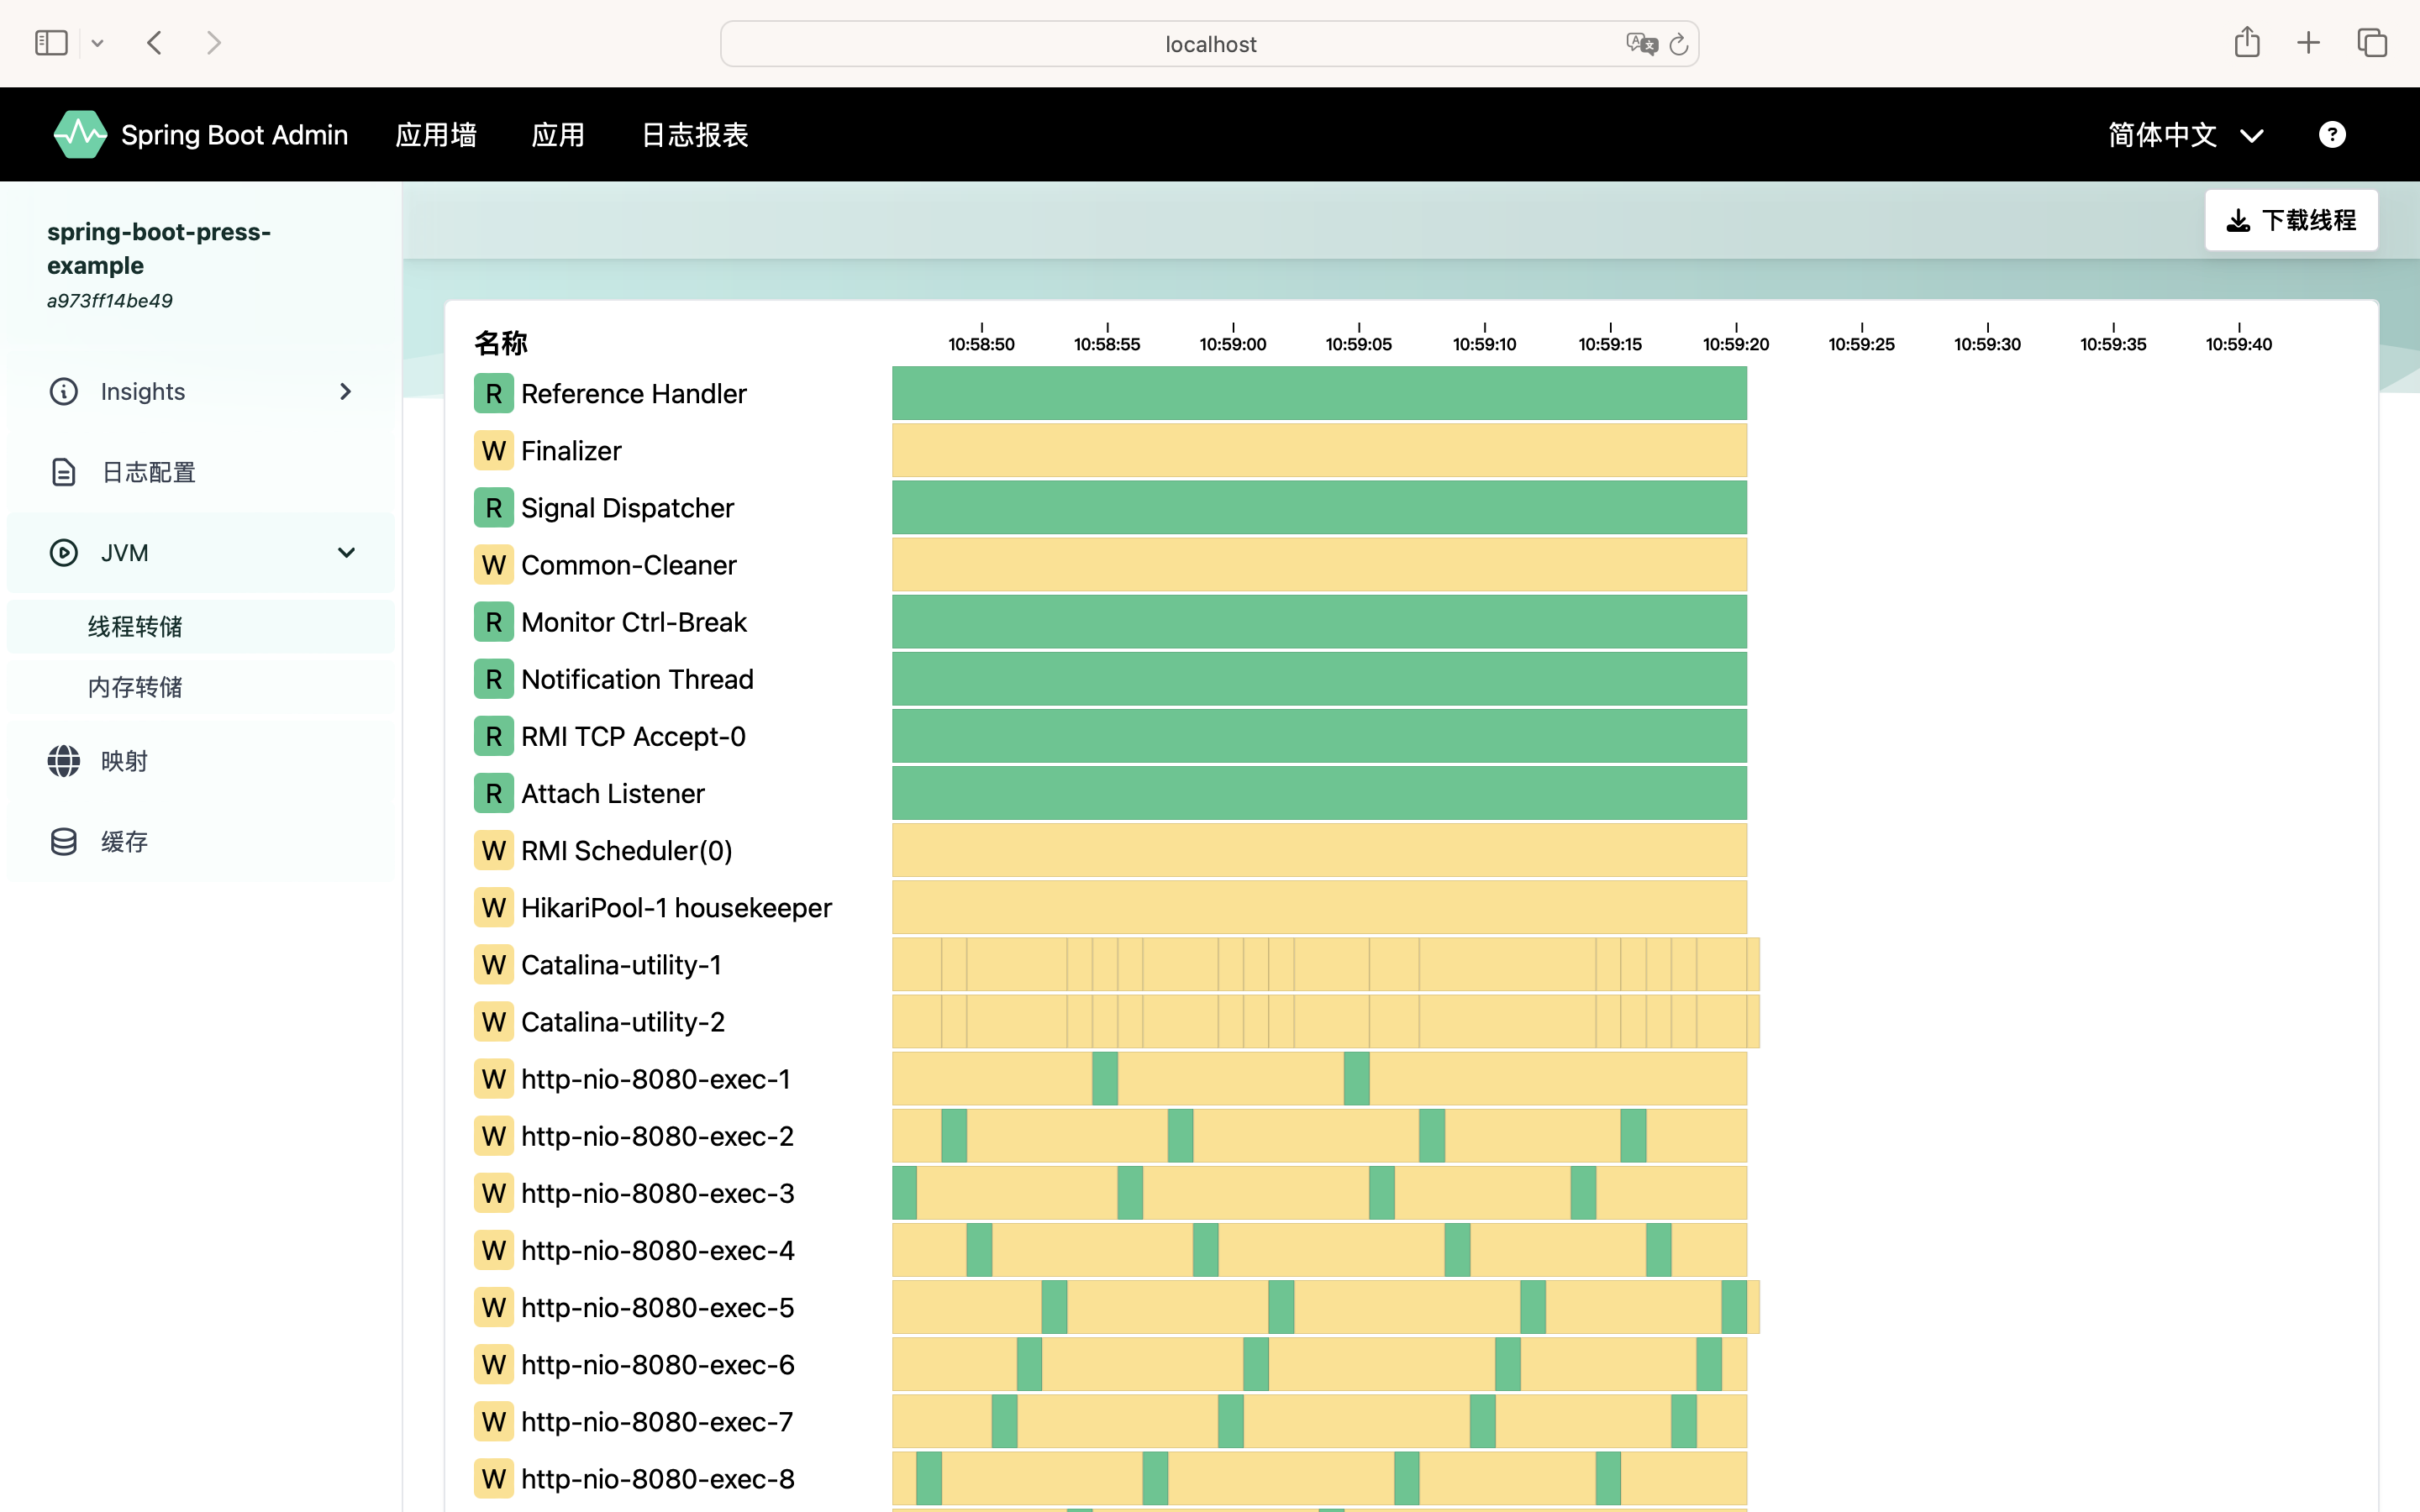 localhost
Spring Boot Admin 应用墙 应用 日志报表 简体中文
spring-boot-press-
example
a973ff14be49
Insights
日志配置
JVM
线程转储
内存转储
映射
缓存
下载线程
名称 10:58:50 10:58:55 10:59:00 10:59:05 10:59:10 10:59:15 10:59:20 10:59:25 10:59:30 10:59:35 10:59:40
R Reference Handler
W Finalizer
R Signal Dispatcher
W Common-Cleaner
R Monitor Ctrl-Break
R Notification Thread
R RMI TCP Accept-0
R Attach Listener
W RMI Scheduler(0)
W HikariPool-1 housekeeper
W Catalina-utility-1
W Catalina-utility-2
W http-nio-8080-exec-1
W http-nio-8080-exec-2
W http-nio-8080-exec-3
W http-nio-8080-exec-4
W http-nio-8080-exec-5
W http-nio-8080-exec-6
W http-nio-8080-exec-7
W http-nio-8080-exec-8